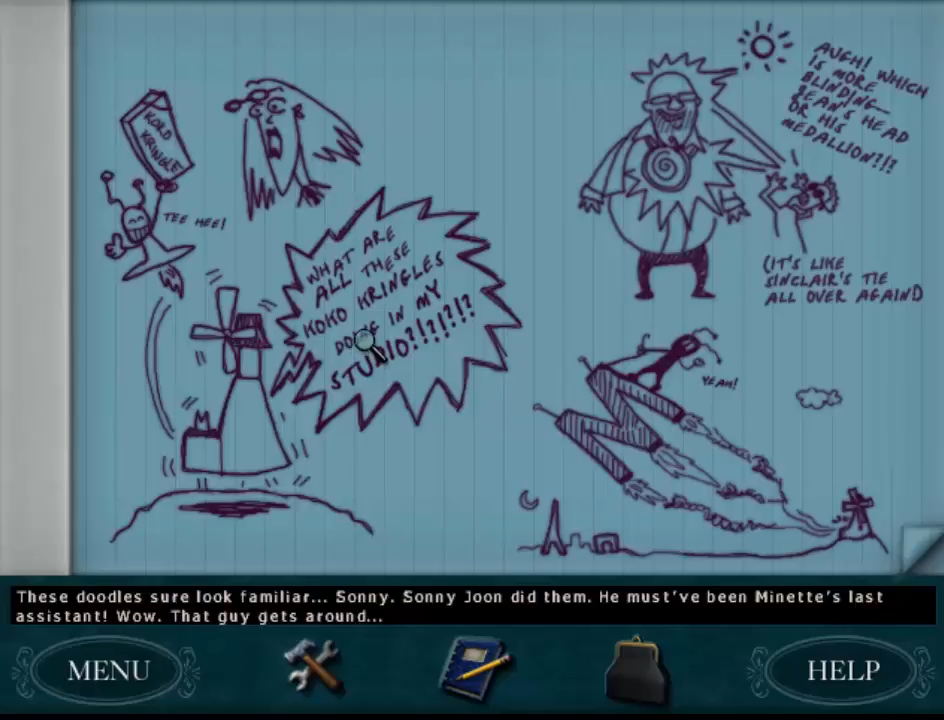 KOKO
KRINGLE
TEE HEE!
WHAT ARE
ALL THESE
KOKO KRINGLES
IN MY
STUDIO?!?!?!?
AUGH! WHICH
IS MORE
BLINDING—
JEAN'S HEAD
OR HIS
MEDALLION?!?
(IT'S LIKE
SINCLAIR'S TIE
ALL OVER AGAIN)
YEAH!
These doodles sure look familiar... Sonny. Sonny Joon did them. He must've been Minette's last
assistant! Wow. That guy gets around...
MENU
HELP